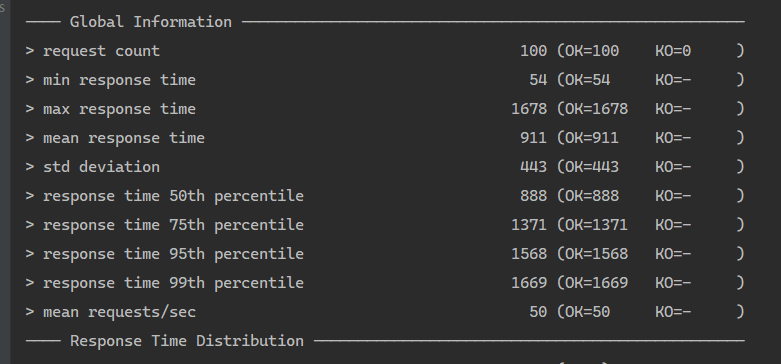 S
———— Global Information ——————————————————————————————————————————————————————————
> request count                                         100 (OK=100    KO=0     )
> min response time                                      54 (OK=54     KO=-     )
> max response time                                    1678 (OK=1678   KO=-     )
> mean response time                                    911 (OK=911    KO=-     )
> std deviation                                         443 (OK=443    KO=-     )
> response time 50th percentile                         888 (OK=888    KO=-     )
> response time 75th percentile                        1371 (OK=1371   KO=-     )
> response time 95th percentile                        1568 (OK=1568   KO=-     )
> response time 99th percentile                        1669 (OK=1669   KO=-     )
> mean requests/sec                                      50 (OK=50     KO=-     )
———— Response Time Distribution ——————————————————————————————————————————————————